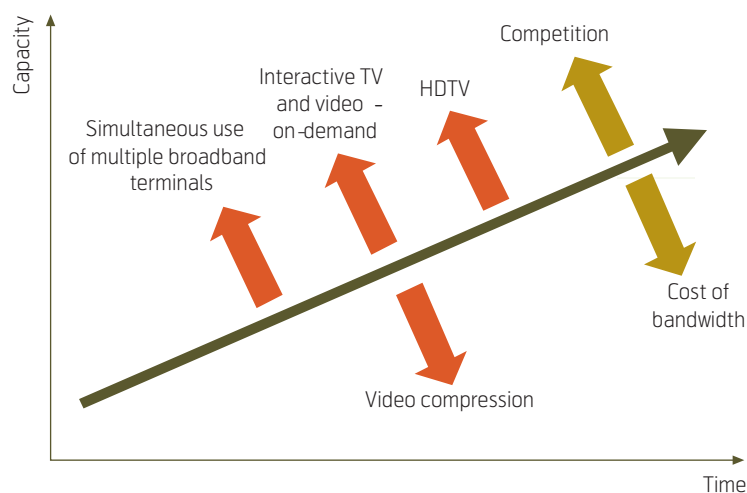 Capacity
Competition
Interactive TV
and video -
on-demand
HDTV
Simultaneous use
of multiple broadband
terminals
Cost of
bandwidth
Video compression
Time